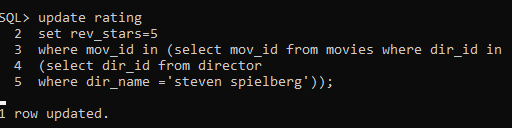 SQL> update rating
2 set rev_stars=5
3 where mov_id in (select mov_id from movies where dir_id in
4 (select dir_id from director
5 where dir_name ='steven spielberg'));
1 row updated.